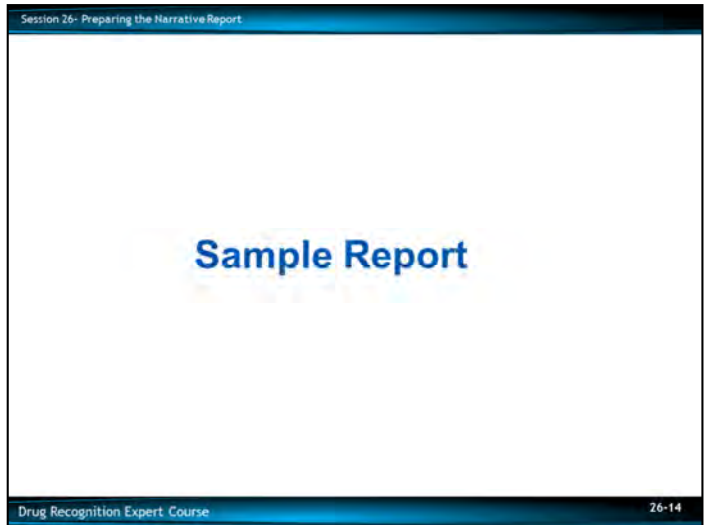 Session 26- Preparing the Narrative Report
Sample Report
Drug Recognition Expert Course
26-14